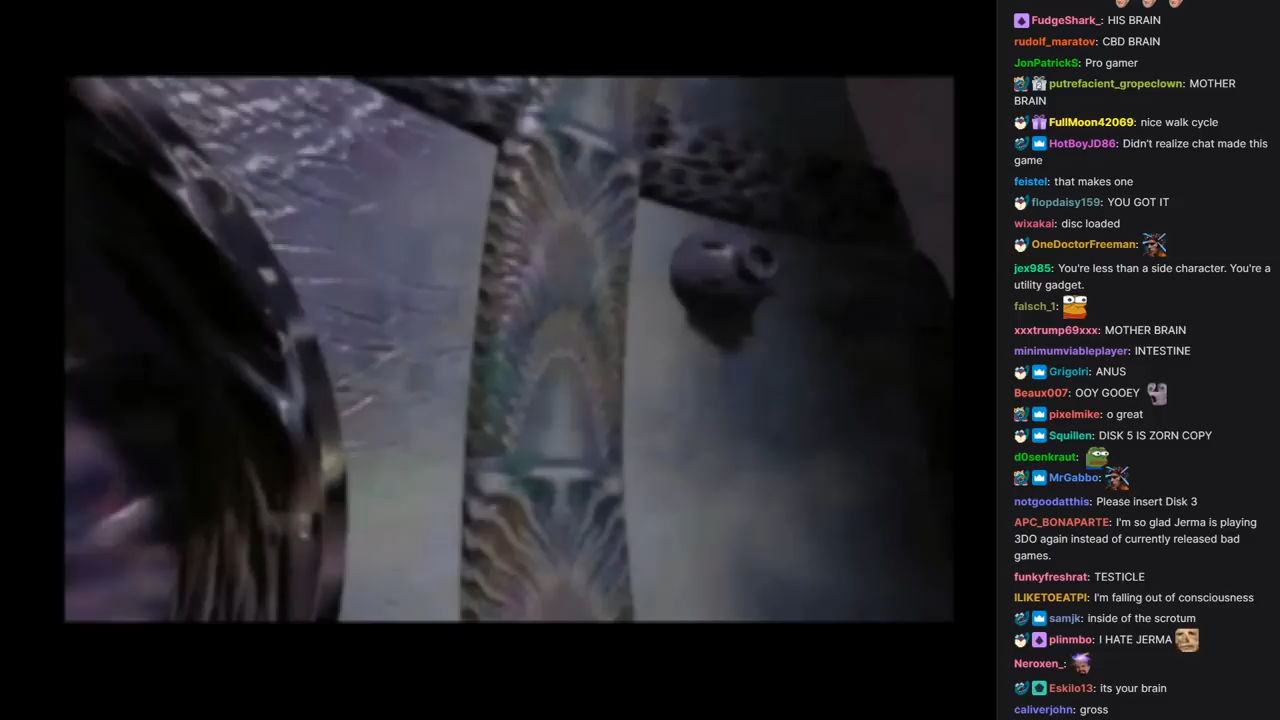 FudgeShark_: HIS BRAIN
rudolf_maratov: CBD BRAIN
JonPatrickS: Pro gamer
putrefacient_gropeclown: MOTHER
BRAIN
FullMoon42069: nice walk cycle
HotBoyJD86: Didn't realize chat made this
game
feistel: that makes one
flopdaisy159: YOU GOT IT
wixakai: disc loaded
OneDoctorFreeman:
jex985: You're less than a side character. You're a
utility gadget.
falsch_1:
xxxtrump69xxx: MOTHER BRAIN
minimumviableplayer: INTESTINE
Grigolri: ANUS
Beaux007: OOY GOOEY
pixelmike: o great
Squillen: DISK 5 IS ZORN COPY
d0senkraut:
MrGabbo:
notgoodatthis: Please insert Disk 3
APC_BONAPARTE: I'm so glad Jerma is playing
3DO again instead of currently released bad
games.
funkyfreshrat: TESTICLE
ILIKETOEATPI: I'm falling out of consciousness
samjk: inside of the scrotum
plinmbo: I HATE JERMA
Neroxen_:
Eskilo13: its your brain
caliverjohn: gross